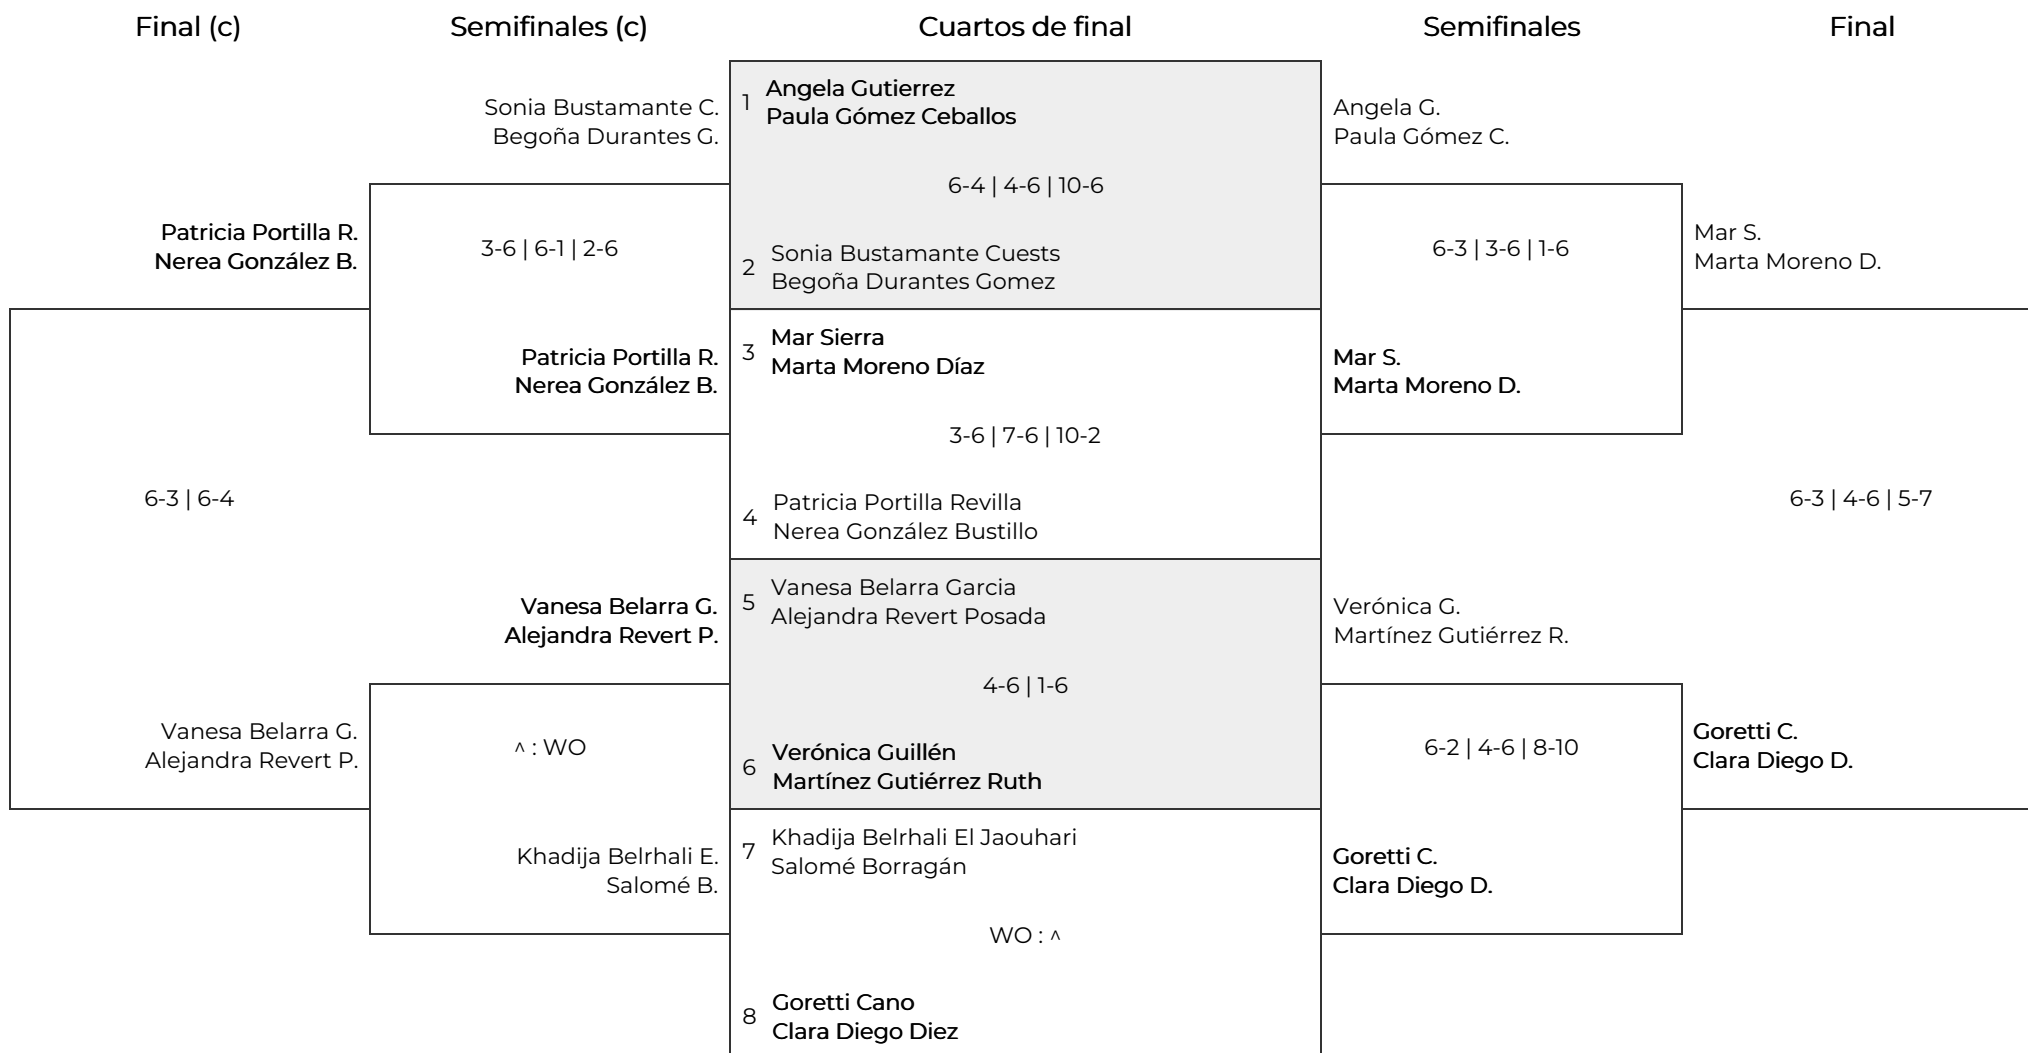 Final (c)
Semifinales (c)
Cuartos de final
Semifinales
Final
Patricia Portilla R.
Nerea González B.
6-3 | 6-4
Vanesa Belarra G.
Alejandra Revert P.
Sonia Bustamante C.
Begoña Durantes G.
3-6 | 6-1 | 2-6
Patricia Portilla R.
Nerea González B.
Vanesa Belarra G.
Alejandra Revert P.
^ : WO
Khadija Belrhali E.
Salomé B.
1
Angela Gutierrez
Paula Gómez Ceballos
6-4 | 4-6 | 10-6
2
Sonia Bustamante Cuests
Begoña Durantes Gomez
3
Mar Sierra
Marta Moreno Díaz
3-6 | 7-6 | 10-2
4
Patricia Portilla Revilla
Nerea González Bustillo
5
Vanesa Belarra Garcia
Alejandra Revert Posada
4-6 | 1-6
6
Verónica Guillén
Martínez Gutiérrez Ruth
7
Khadija Belrhali El Jaouhari
Salomé Borragán
WO : ^
8
Goretti Cano
Clara Diego Diez
Angela G.
Paula Gómez C.
6-3 | 3-6 | 1-6
Mar S.
Marta Moreno D.
Verónica G.
Martínez Gutiérrez R.
6-2 | 4-6 | 8-10
Goretti C.
Clara Diego D.
Mar S.
Marta Moreno D.
6-3 | 4-6 | 5-7
Goretti C.
Clara Diego D.